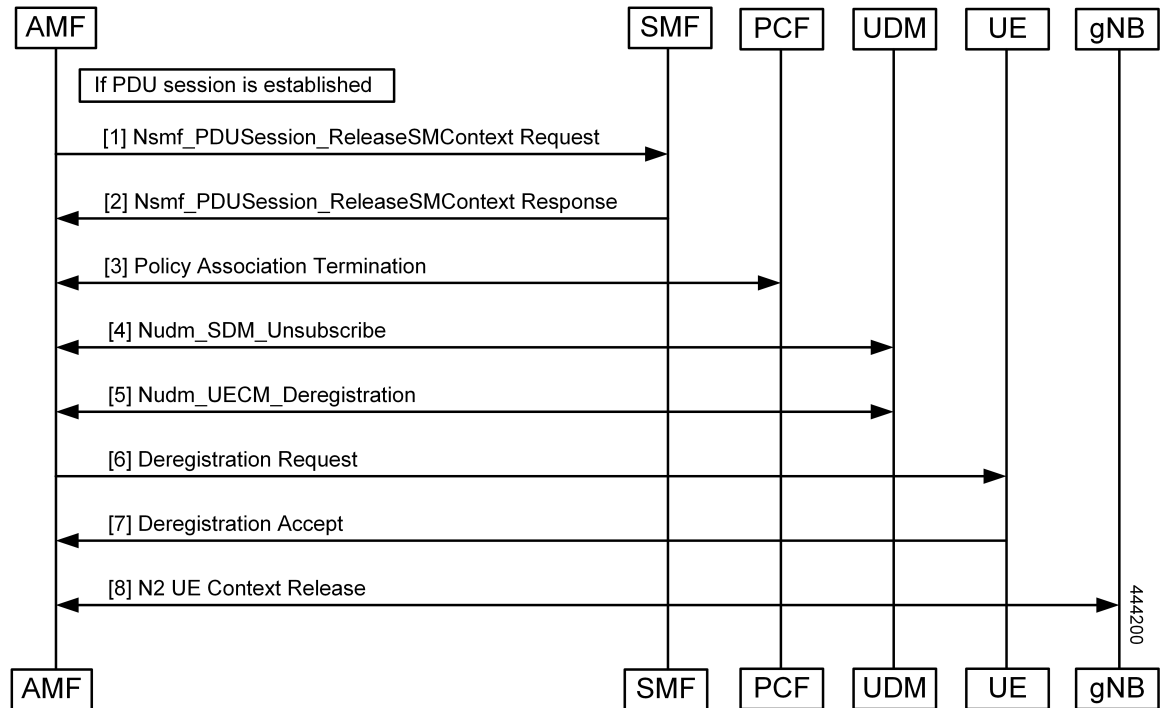 AMF
SMF
PCF
UDM
UE
gNB
If PDU session is established
[1] Nsmf_PDUSession_ReleaseSMContext Request
[2] Nsmf_PDUSession_ReleaseSMContext Response
[3] Policy Association Termination
[4] Nudm_SDM_Unsubscribe
[5] Nudm_UECM_Deregistration
[6] Deregistration Request
[7] Deregistration Accept
[8] N2 UE Context Release
444200
AMF
SMF
PCF
UDM
UE
gNB